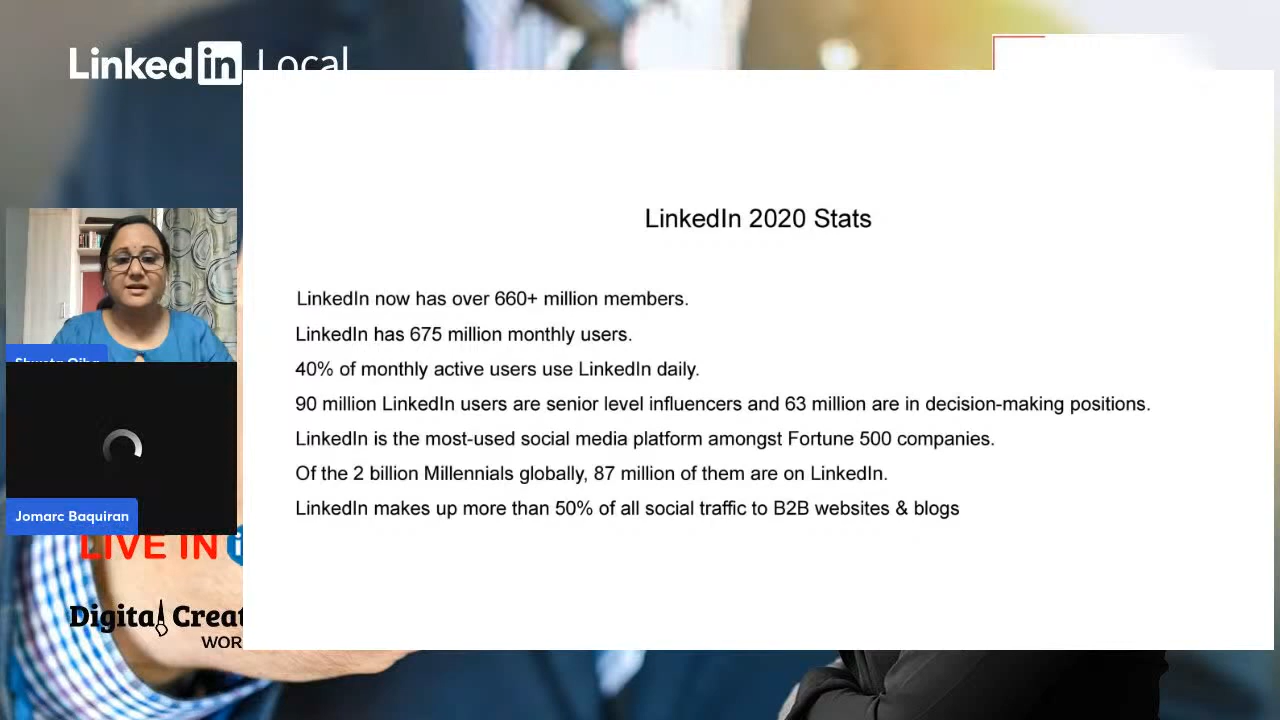 Linked in Local
LinkedIn 2020 Stats
LinkedIn now has over 660+ million members.
LinkedIn has 675 million monthly users.
40% of monthly active users use LinkedIn daily.
90 million LinkedIn users are senior level influencers and 63 million are in decision-making positions.
LinkedIn is the most-used social media platform amongst Fortune 500 companies.
Of the 2 billion Millennials globally, 87 million of them are on LinkedIn.
LinkedIn makes up more than 50% of all social traffic to B2B websites & blogs
Jomarc Baquiran
LIVE IN
Digital Creat
WOR